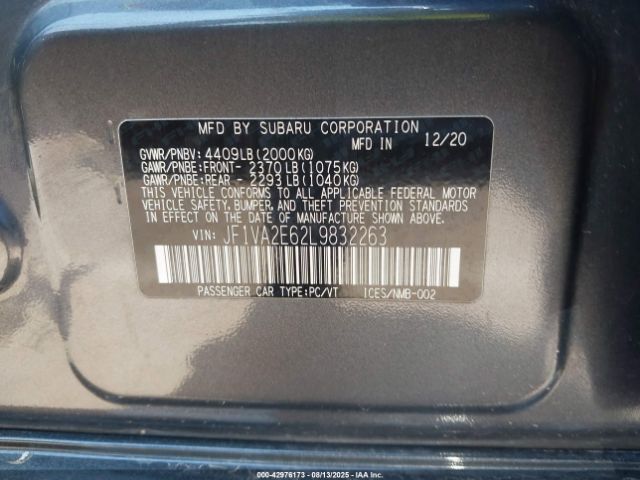 MFD BY SUBARU CORPORATION
MFD IN 12/20
GVWR/PNBV: 4409LB(2000KG)
GAWR/PNBE:FRONT- 2370LB(1075KG)
GAWR/PNBE:REAR - 2293LB(1040KG)
THIS VEHICLE CONFORMS TO ALL APPLICABLE FEDERAL MOTOR
VEHICLE SAFETY, BUMPER, AND THEFT PREVENTION STANDARDS
IN EFFECT ON THE DATE OF MANUFACTURE SHOWN ABOVE.
VIN: JF1VA2E62L9832263
PASSENGER CAR TYPE:PC/VT ICES/NMB-002
000-42976173 - 08/13/2025 - IAAI.com